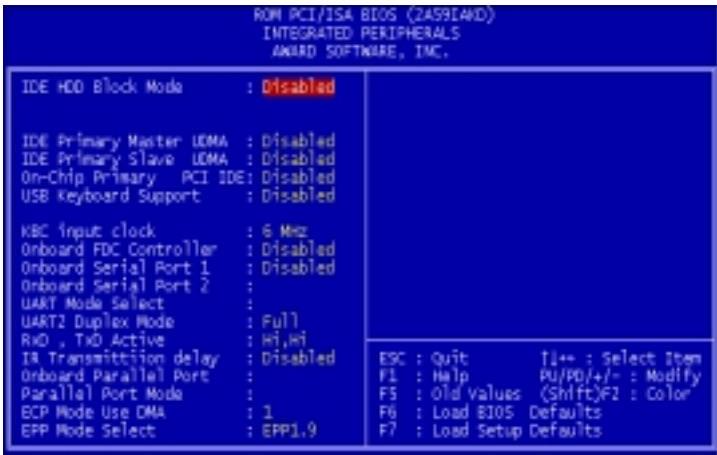 ROM PCI/ISA BIOS (2A59IAKD)
INTEGRATED PERIPHERALS
AWARD SOFTWARE, INC.
IDE HDD Block Mode : Disabled
IDE Primary Master UDMA : Disabled
IDE Primary Slave UDMA : Disabled
On-Chip Primary PCI IDE: Disabled
USB Keyboard Support : Disabled
KBC input clock : 6 MHz
Onboard FDC Controller : Disabled
Onboard Serial Port 1 : Disabled
Onboard Serial Port 2 :
UART Mode Select :
UART2 Duplex Mode : Full
RxD , TxD Active : Hi,Hi
IR Transmittiion delay : Disabled
Onboard Parallel Port :
Parallel Port Mode :
ECP Mode Use DMA : 1
EPP Mode Select : EPP1.9
ESC : Quit ↑↓→← : Select Item
F1 : Help PU/PD/+/- : Modify
F5 : Old Values (Shift)F2 : Color
F6 : Load BIOS Defaults
F7 : Load Setup Defaults